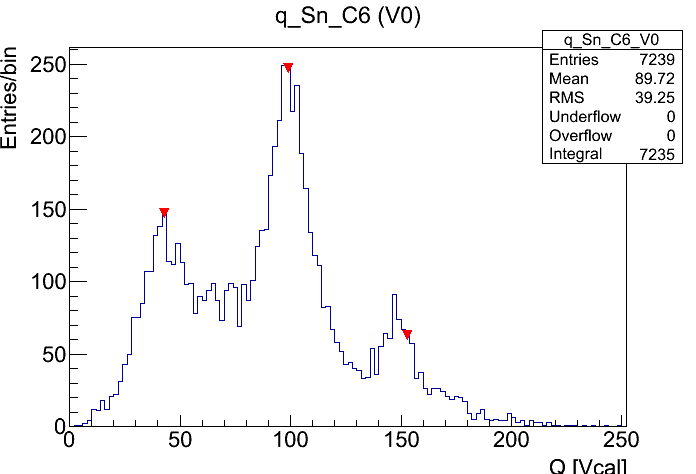 q_Sn_C6 (V0)
q_Sn_C6_V0
Entries 7239
Mean 89.72
RMS 39.25
Underflow 0
Overflow 0
Integral 7235
Entries/bin
250
200
150
100
50
0
0 50 100 150 200 250
Q [Vcal]